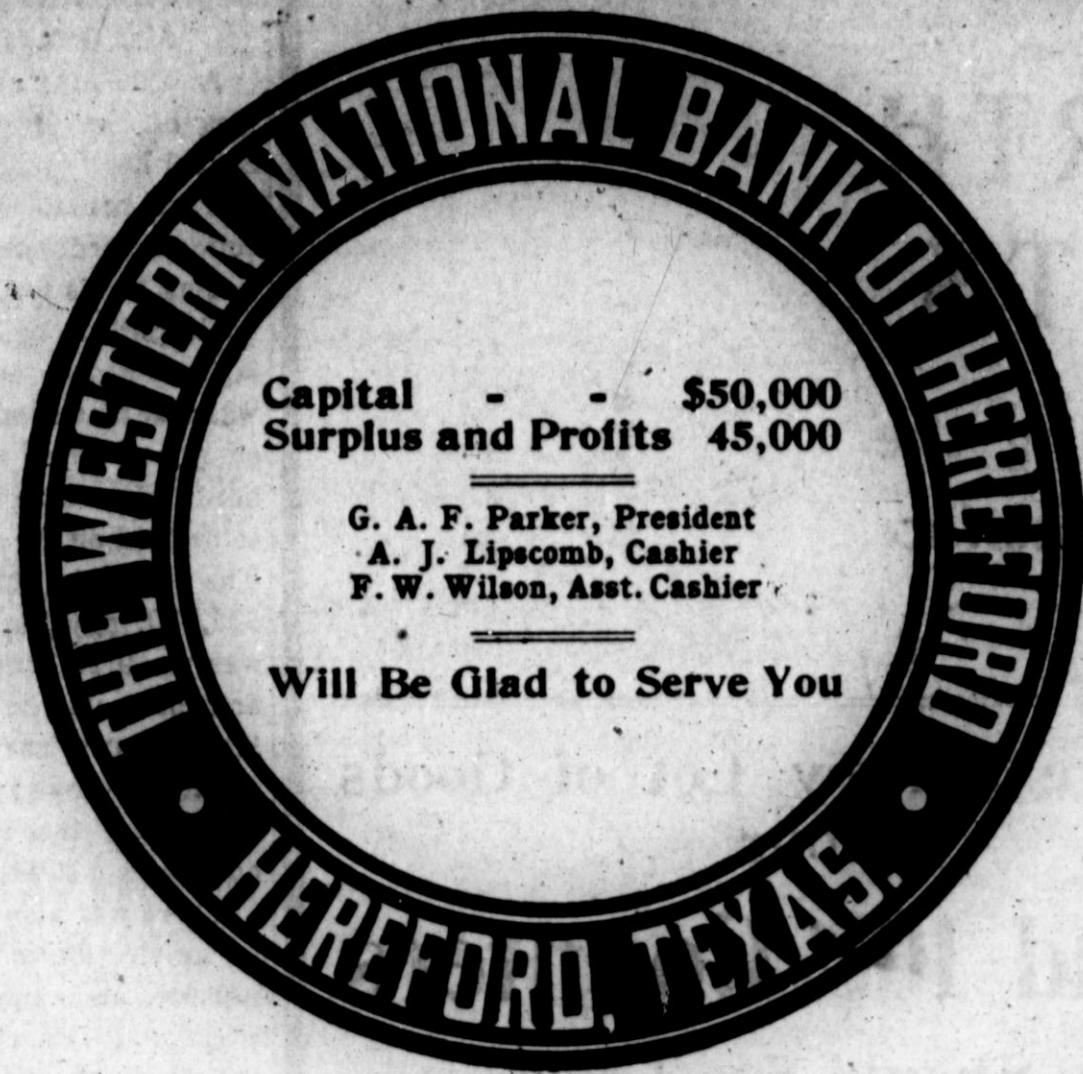 THE WESTERN NATIONAL BANK OF HEREFORD
Capital - - $50,000
Surplus and Profits 45,000
G. A. F. Parker, President
A. J. Lipscomb, Cashier
F. W. Wilson, Asst. Cashier
Will Be Glad to Serve You
HEREFORD, TEXAS.